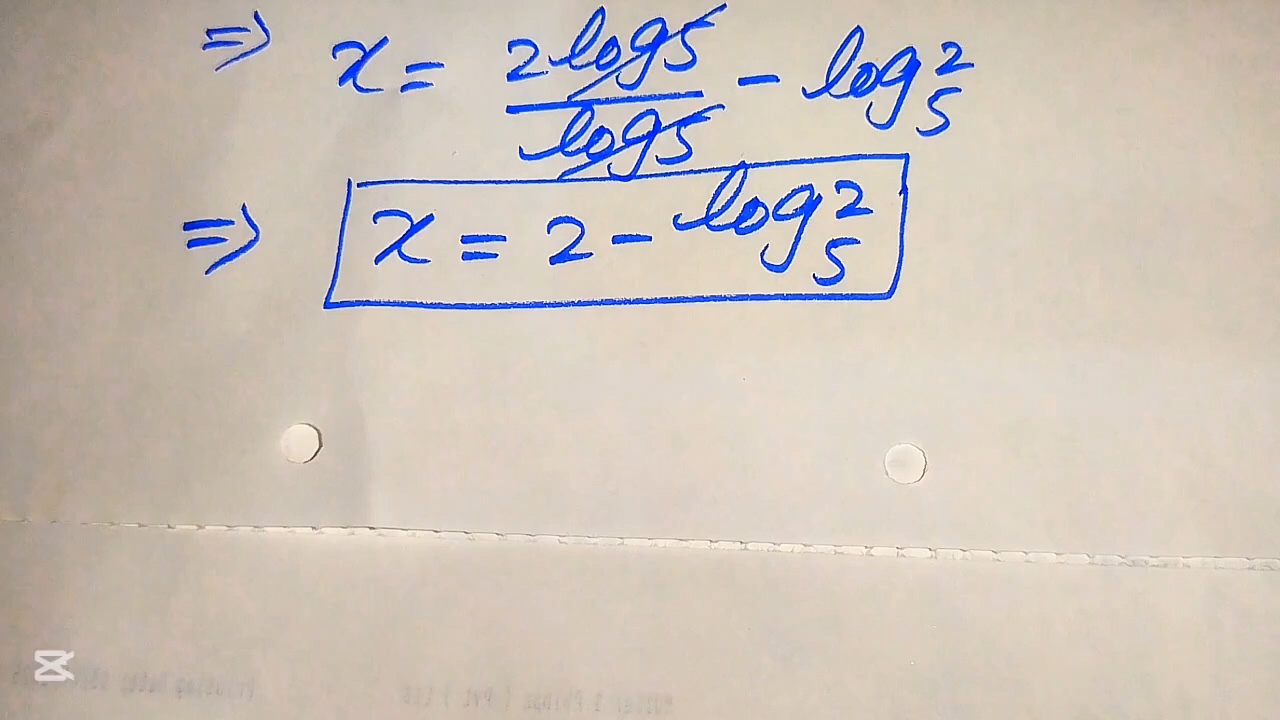 ⇒ x = 2log5/log5 - log₅2
⇒ x = 2 - log₅2